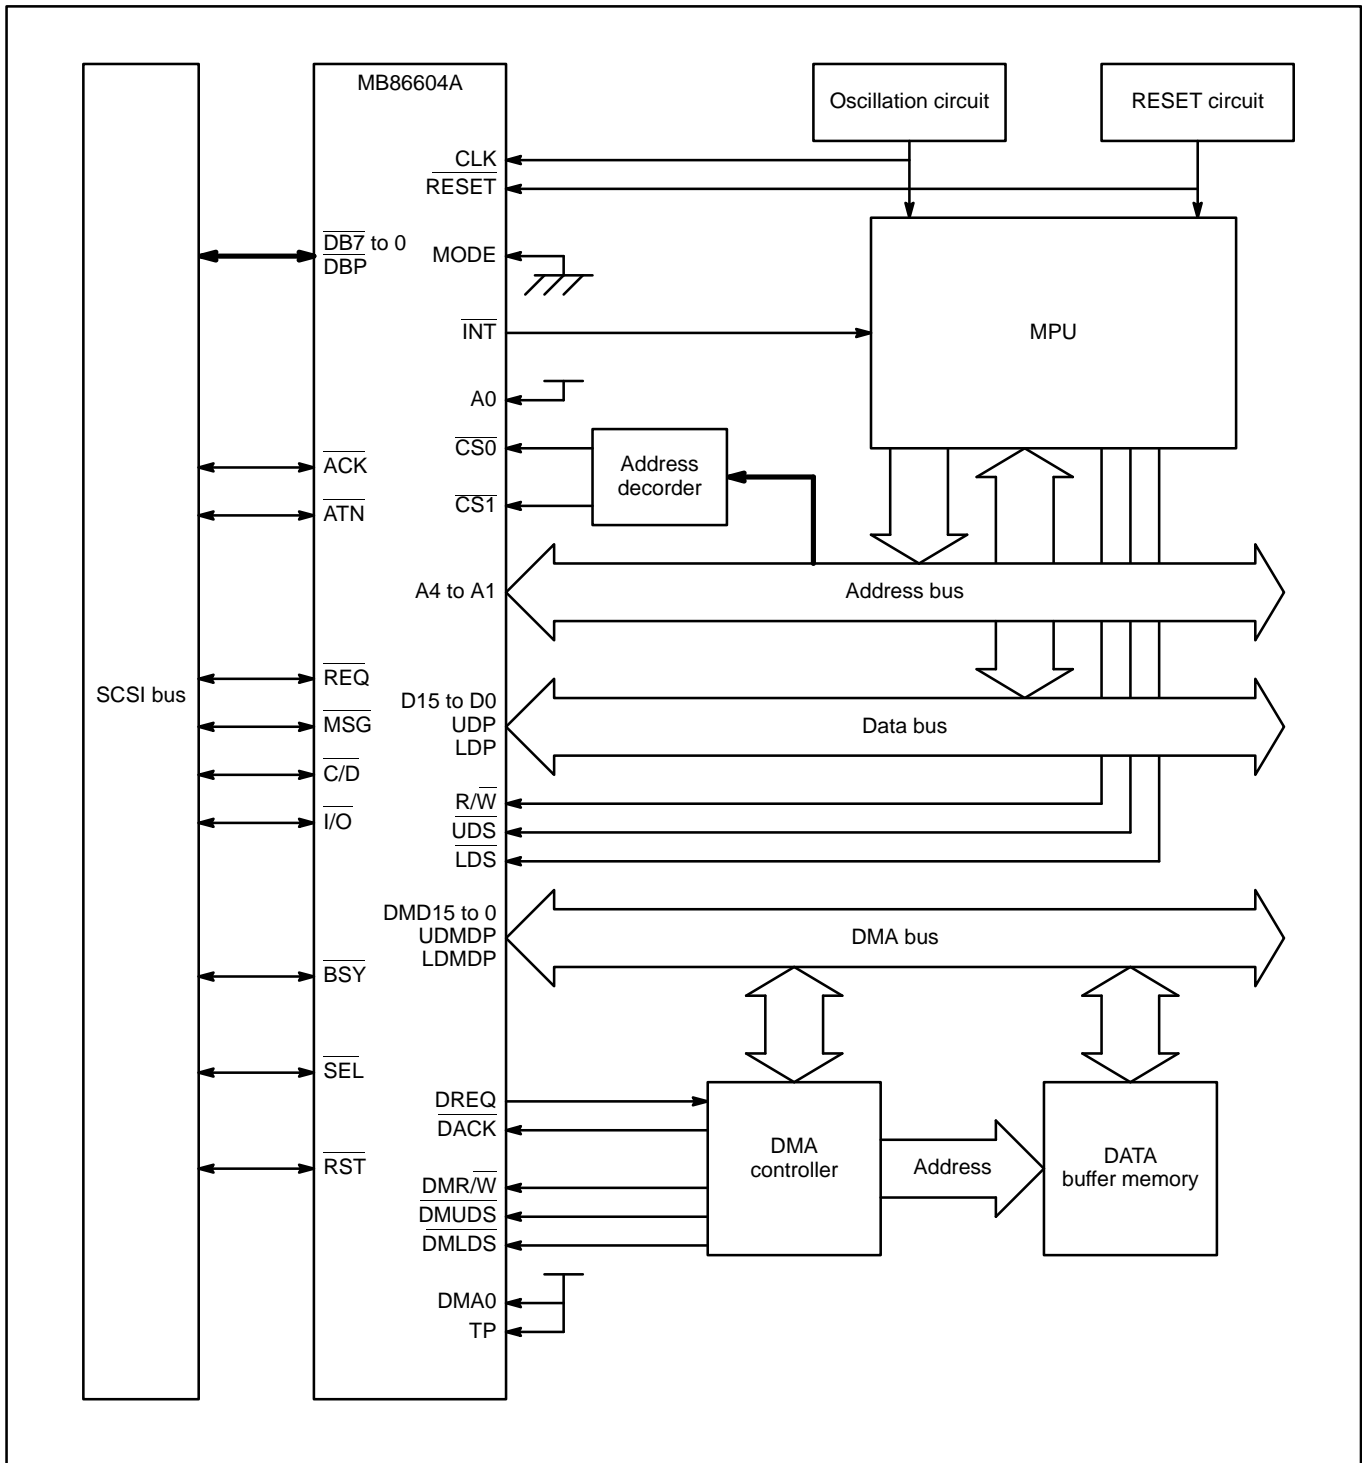 MB86604A
Oscillation circuit
RESET circuit
CLK
RESET
DB7 to 0
DBP
MODE
INT
MPU
A0
CS0
CS1
Address
decorder
ACK
ATN
A4 to A1
Address bus
SCSI bus
REQ
MSG
C/D
I/O
D15 to D0
UDP
LDP
Data bus
R/W
UDS
LDS
DMD15 to 0
UDMDP
LDMDP
DMA bus
BSY
SEL
RST
DREQ
DACK
DMR/W
DMUDS
DMLDS
DMA
controller
Address
DATA
buffer memory
DMA0
TP